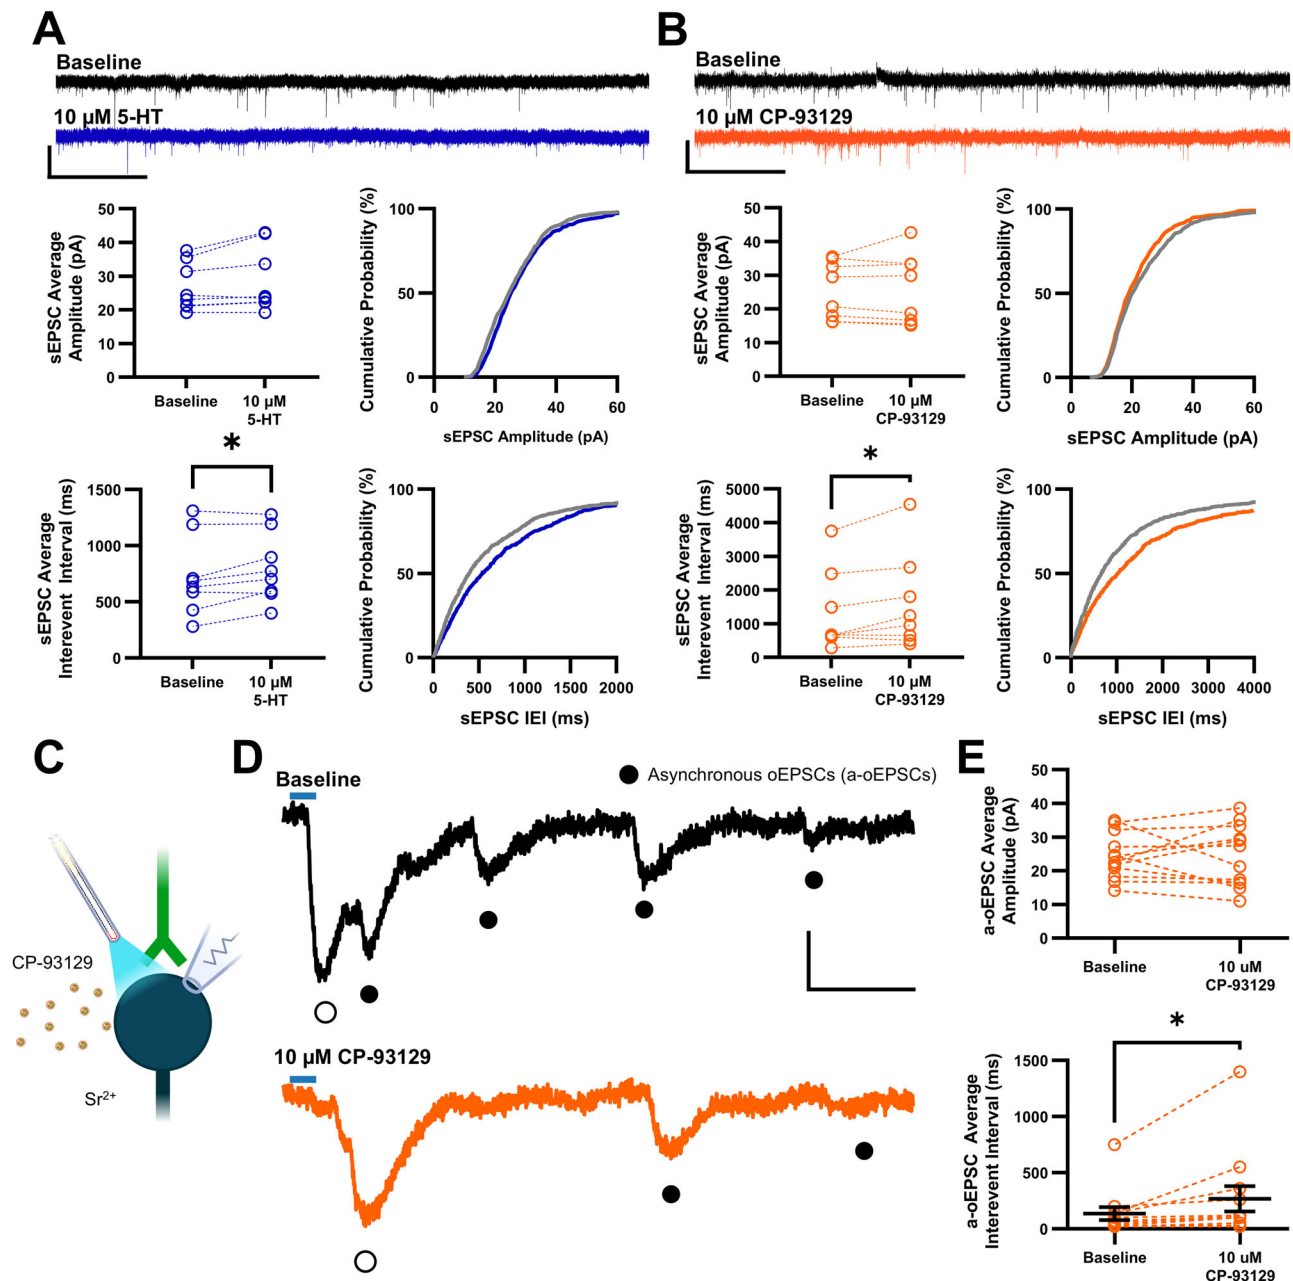 A
Baseline
10 µM 5-HT
50
40
30
20
10
0
sEPSC Average
Amplitude (pA)
Baseline
10 µM
5-HT
100
50
0
Cumulative Probability (%)
0
20
40
60
sEPSC Amplitude (pA)
*
1500
1000
500
0
sEPSC Average
Interevent Interval (ms)
Baseline
10 µM
5-HT
100
50
0
Cumulative Probability (%)
0
500
1000
1500
2000
sEPSC IEI (ms)
B
Baseline
10 µM CP-93129
50
40
30
20
10
0
sEPSC Average
Amplitude (pA)
Baseline
10 µM
CP-93129
100
50
0
Cumulative Probability (%)
0
20
40
60
sEPSC Amplitude (pA)
*
5000
4000
3000
2000
1000
0
sEPSC Average
Interevent Interval (ms)
Baseline
10 µM
CP-93129
100
50
0
Cumulative Probability (%)
0
1000
2000
3000
4000
sEPSC IEI (ms)
C
CP-93129
Sr²⁺
D
Baseline
Asynchronous oEPSCs (a-oEPSCs)
10 µM CP-93129
E
50
40
30
20
10
0
a-oEPSC Average
Amplitude (pA)
Baseline
10 uM
CP-93129
*
1500
1000
500
0
a-oEPSC Average
Interevent Interval (ms)
Baseline
10 uM
CP-93129